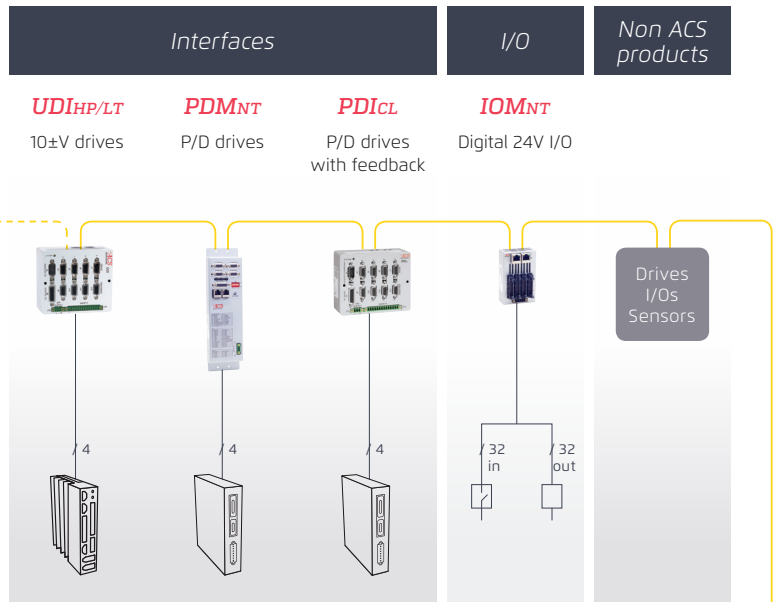 Interfaces
I/O
Non ACS
products
UDIHP/LT
PDMNT
PDICL
IOMNT
10±V drives
P/D drives
P/D drives
with feedback
Digital 24V I/O
Drives
I/Os
Sensors
4
4
4
32
in
32
out